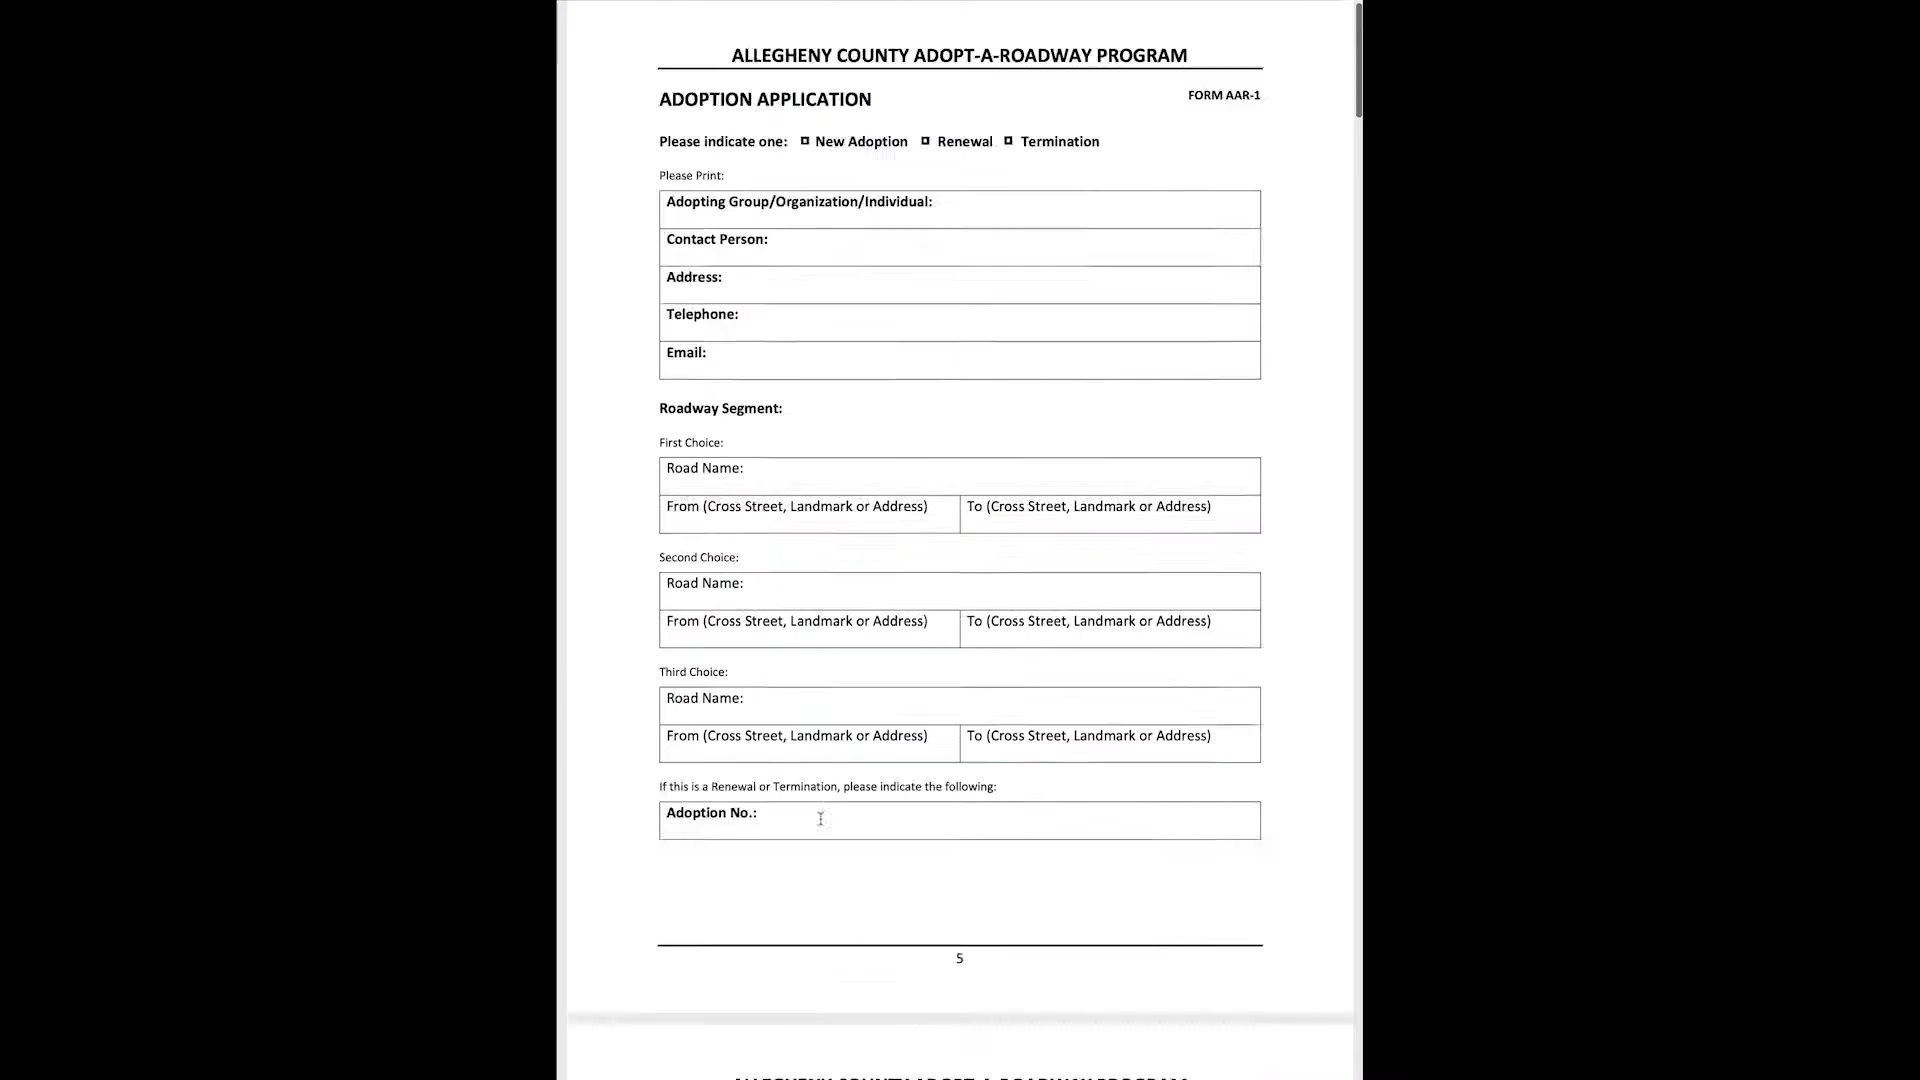 ALLEGHENY COUNTY ADOPT-A-ROADWAY PROGRAM
ADOPTION APPLICATION
FORM AAR-1
Please indicate one: New Adoption Renewal Termination
Please Print:
Adopting Group/Organization/Individual:
Contact Person:
Address:
Telephone:
Email:
Roadway Segment:
First Choice:
Road Name:
From (Cross Street, Landmark or Address) To (Cross Street, Landmark or Address)
Second Choice:
Road Name:
From (Cross Street, Landmark or Address) To (Cross Street, Landmark or Address)
Third Choice:
Road Name:
From (Cross Street, Landmark or Address) To (Cross Street, Landmark or Address)
If this is a Renewal or Termination, please indicate the following:
Adoption No.:
5
ALLEGHENY COUNTY ADOPT-A-ROADWAY PROGRAM